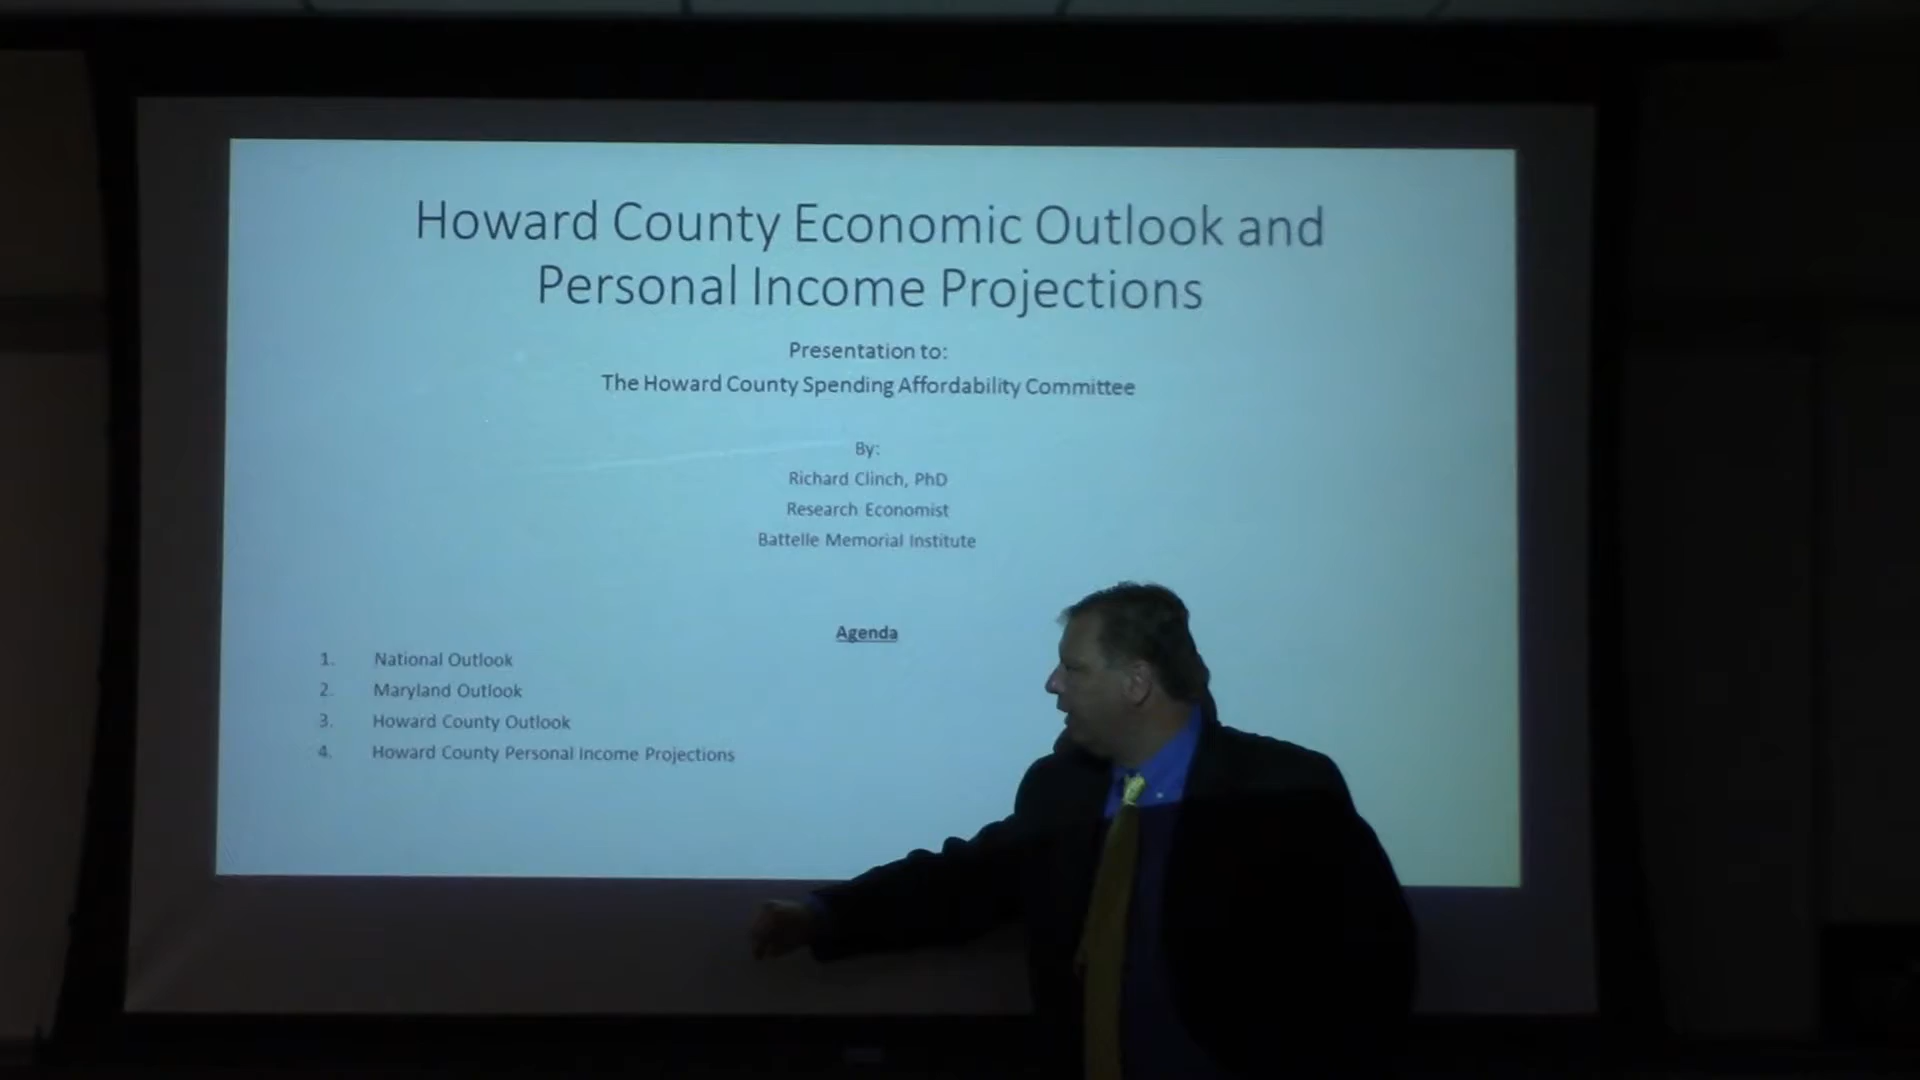 Howard County Economic Outlook and
Personal Income Projections
Presentation to:
The Howard County Spending Affordability Committee
By:
Richard Clinch, PhD
Research Economist
Battelle Memorial Institute
Agenda
1. National Outlook
2. Maryland Outlook
3. Howard County Outlook
4. Howard County Personal Income Projections